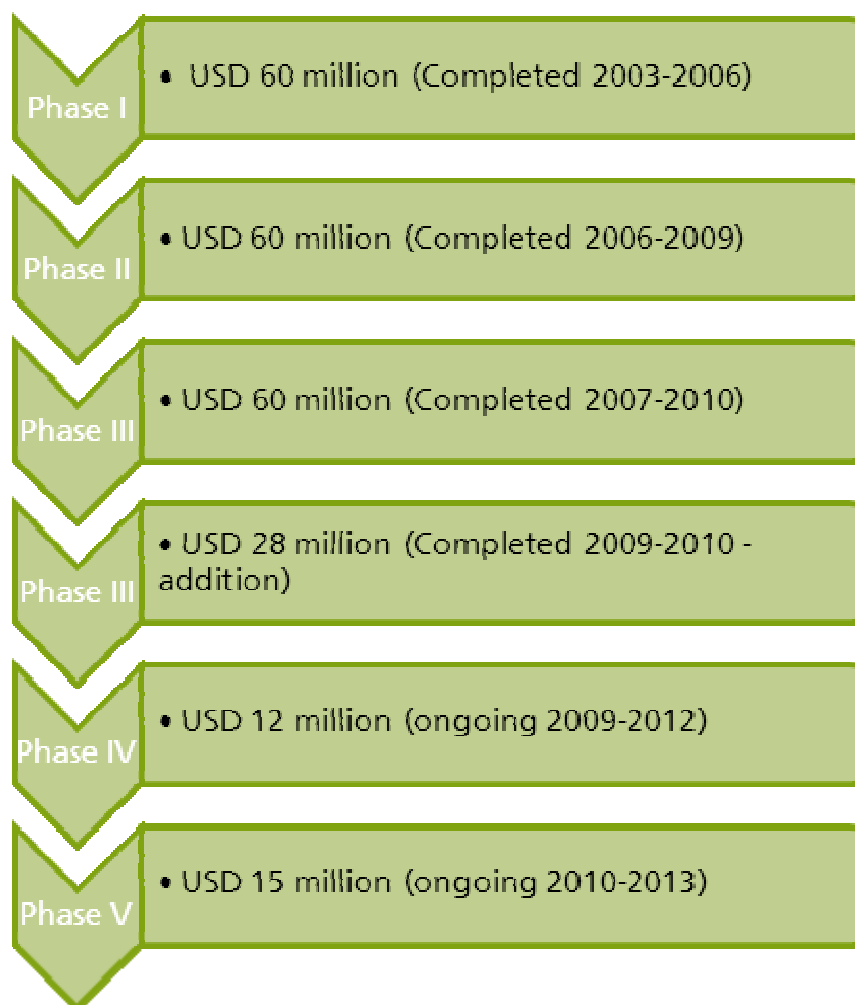 Phase I
• USD 60 million (Completed 2003-2006)
Phase II
• USD 60 million (Completed 2006-2009)
Phase III
• USD 60 million (Completed 2007-2010)
Phase III
• USD 28 million (Completed 2009-2010 -
addition)
Phase IV
• USD 12 million (ongoing 2009-2012)
Phase V
• USD 15 million (ongoing 2010-2013)